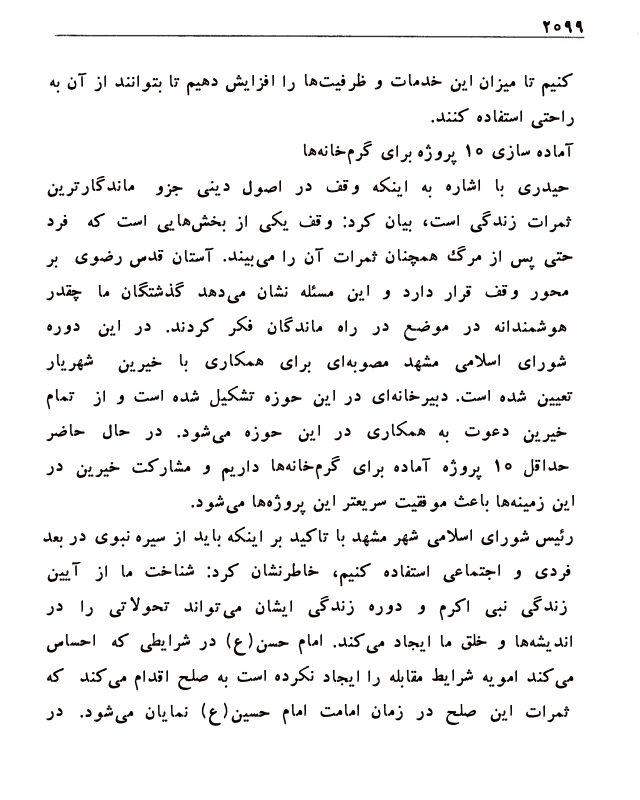 ۲۰۹۹
کنیم تا میزان این خدمات و ظرفیت‌ها را افزایش دهیم تا بتوانند از آن به
راحتی استفاده کنند.
آماده سازی ۱۰ پروژه برای گرم‌خانه‌ها
حیدری با اشاره به اینکه وقف در اصول دینی جزو ماندگارترین
ثمرات زندگی است، بیان کرد: وقف یکی از بخش‌هایی است که فرد
حتی پس از مرگ همچنان ثمرات آن را می‌بیند. آستان قدس رضوی بر
محور وقف قرار دارد و این مسئله نشان می‌دهد گذشتگان ما چقدر
هوشمندانه در موضع در راه ماندگان فکر کردند. در این دوره
شورای اسلامی مشهد مصوبه‌ای برای همکاری با خیرین شهریار
تعیین شده است. دبیرخانه‌ای در این حوزه تشکیل شده است و از تمام
خیرین دعوت به همکاری در این حوزه می‌شود. در حال حاضر
حداقل ۱۰ پروژه آماده برای گرم‌خانه‌ها داریم و مشارکت خیرین در
این زمینه‌ها باعث موفقیت سریعتر این پروژه‌ها می‌شود.
رئیس شورای اسلامی شهر مشهد با تاکید بر اینکه باید از سیره نبوی در بعد
فردی و اجتماعی استفاده کنیم، خاطرنشان کرد: شناخت ما از آیین
زندگی نبی اکرم و دوره زندگی ایشان می‌تواند تحولاتی را در
اندیشه‌ها و خلق ما ایجاد می‌کند. امام حسن(ع) در شرایطی که احساس
می‌کند امویه شرایط مقابله را ایجاد نکرده است به صلح اقدام می‌کند که
ثمرات این صلح در زمان امامت امام حسین(ع) نمایان می‌شود. در